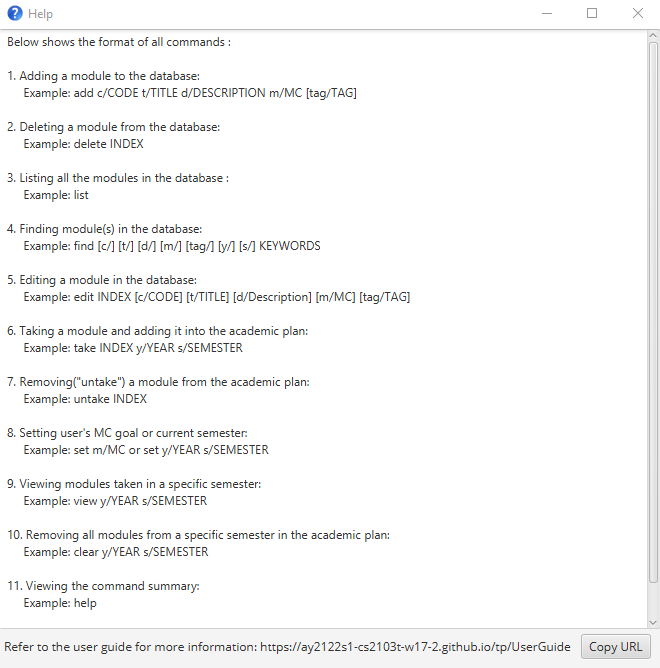 Help
Below shows the format of all commands :
1. Adding a module to the database:
Example: add c/CODE t/TITLE d/DESCRIPTION m/MC [tag/TAG]
2. Deleting a module from the database:
Example: delete INDEX
3. Listing all the modules in the database :
Example: list
4. Finding module(s) in the database:
Example: find [c/] [t/] [d/] [m/] [tag/] [y/] [s/] KEYWORDS
5. Editing a module in the database:
Example: edit INDEX [c/CODE] [t/TITLE] [d/Description] [m/MC] [tag/TAG]
6. Taking a module and adding it into the academic plan:
Example: take INDEX y/YEAR s/SEMESTER
7. Removing("untake") a module from the academic plan:
Example: untake INDEX
8. Setting user's MC goal or current semester:
Example: set m/MC or set y/YEAR s/SEMESTER
9. Viewing modules taken in a specific semester:
Example: view y/YEAR s/SEMESTER
10. Removing all modules from a specific semester in the academic plan:
Example: clear y/YEAR s/SEMESTER
11. Viewing the command summary:
Example: help
Refer to the user guide for more information: https://ay2122s1-cs2103t-w17-2.github.io/tp/UserGuide
Copy URL